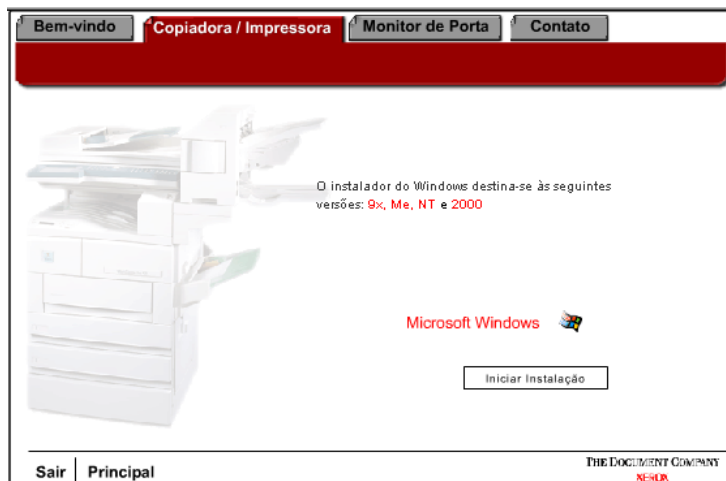 Bem-vindo
Copiadora / Impressora
Monitor de Porta
Contato
O instalador do Windows destina-se às seguintes
versões: 9x, Me, NT e 2000
Microsoft Windows
Iniciar Instalação
Sair
Principal
THE DOCUMENT COMPANY
XEROX